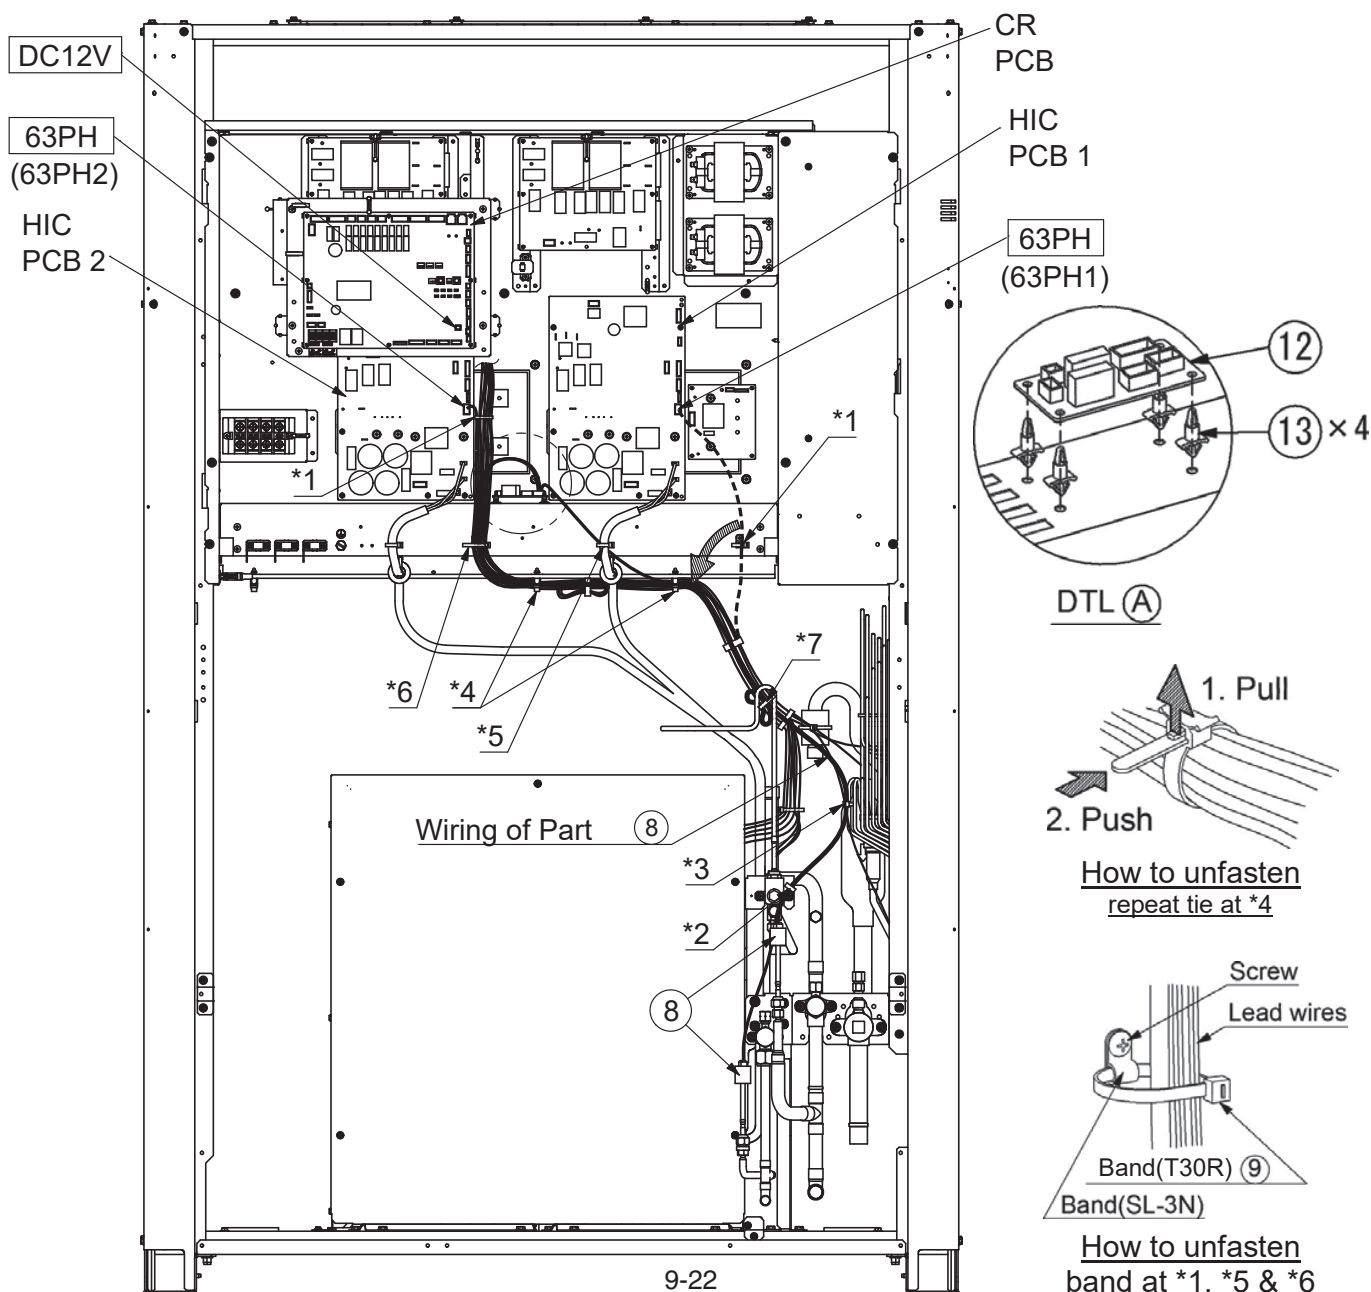 DC12V
63PH
(63PH2)
HIC
PCB 2
CR
PCB
HIC
PCB 1
63PH
(63PH1)
12
13 ×4
DTL A
*1
*1
*6
*4
*5
*7
1. Pull
2. Push
How to unfasten
repeat tie at *4
Wiring of Part 8
*3
*2
8
Screw
Lead wires
Band(T30R) 9
Band(SL-3N)
How to unfasten
band at *1, *5 & *6
9-22